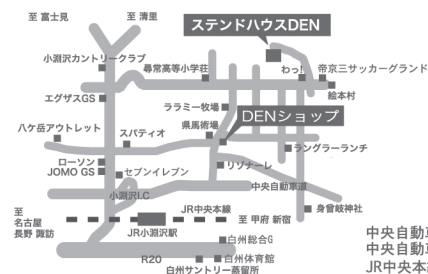 至 富士見
至 清里
ステンドハウスDEN
小淵沢カントリークラブ
尋常高等小学荘
わっ!
帝京三サッカーグランド
絵本村
エグザスGS
ララミー牧場
DENショップ
県馬術場
八ケ岳アウトレット
スパティオ
ラングラーランチ
ローソン
JOMO GS
セブンイレブン
リゾナーレ
中央自動車道
小淵沢I.C
至
名古屋
長野 諏訪
JR中央本線
至 甲府 新宿
身曾岐神社
JR小淵沢駅
白州総合G
R20
白州体育館
白州サントリー蒸留所
中央自動
中央自動
JR中央本